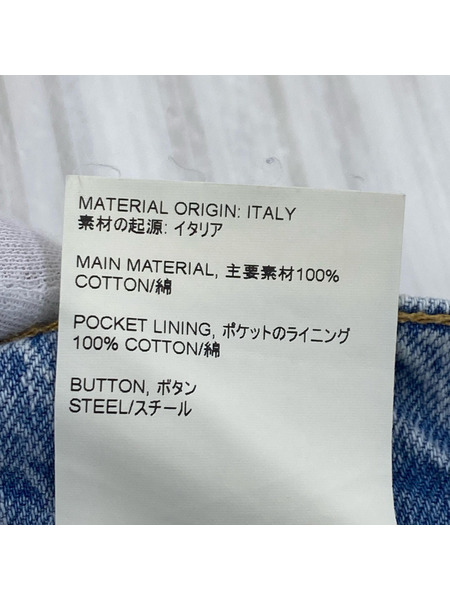 MATERIAL ORIGIN: ITALY
素材の起源: イタリア
MAIN MATERIAL, 主要素材100%
COTTON/綿
POCKET LINING, ポケットのライニング
100% COTTON/綿
BUTTON, ボタン
STEEL/スチール